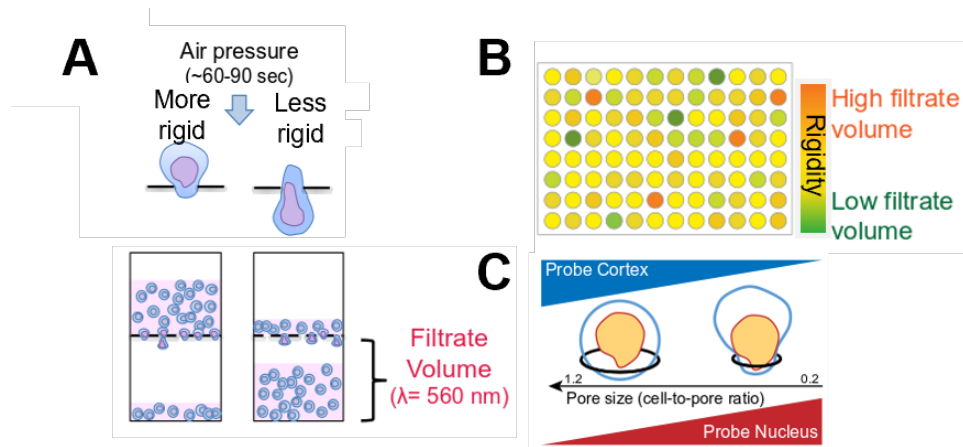 A
Air pressure
(~60-90 sec)
More
rigid
Less
rigid
B
Rigidity
High filtrate
volume
Low filtrate
volume
Filtrate
Volume
(λ= 560 nm)
C
Probe Cortex
1.2
0.2
Pore size (cell-to-pore ratio)
Probe Nucleus